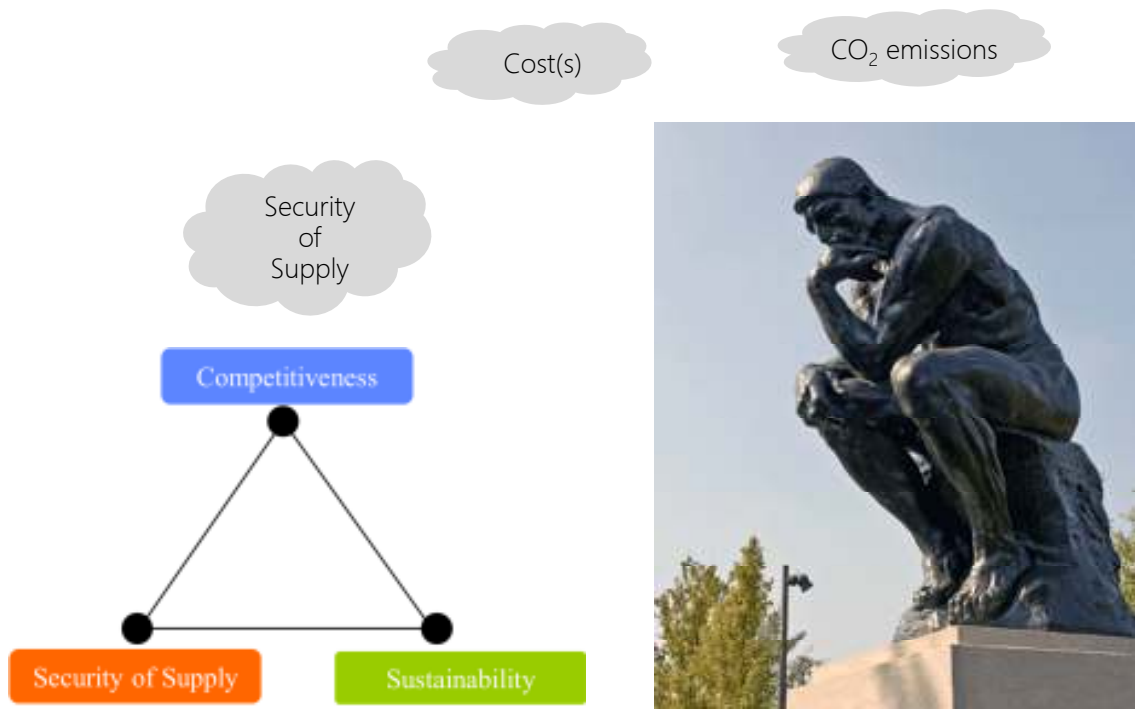 Cost(s)
CO₂ emissions
Security
of
Supply
Competitiveness
Security of Supply
Sustainability